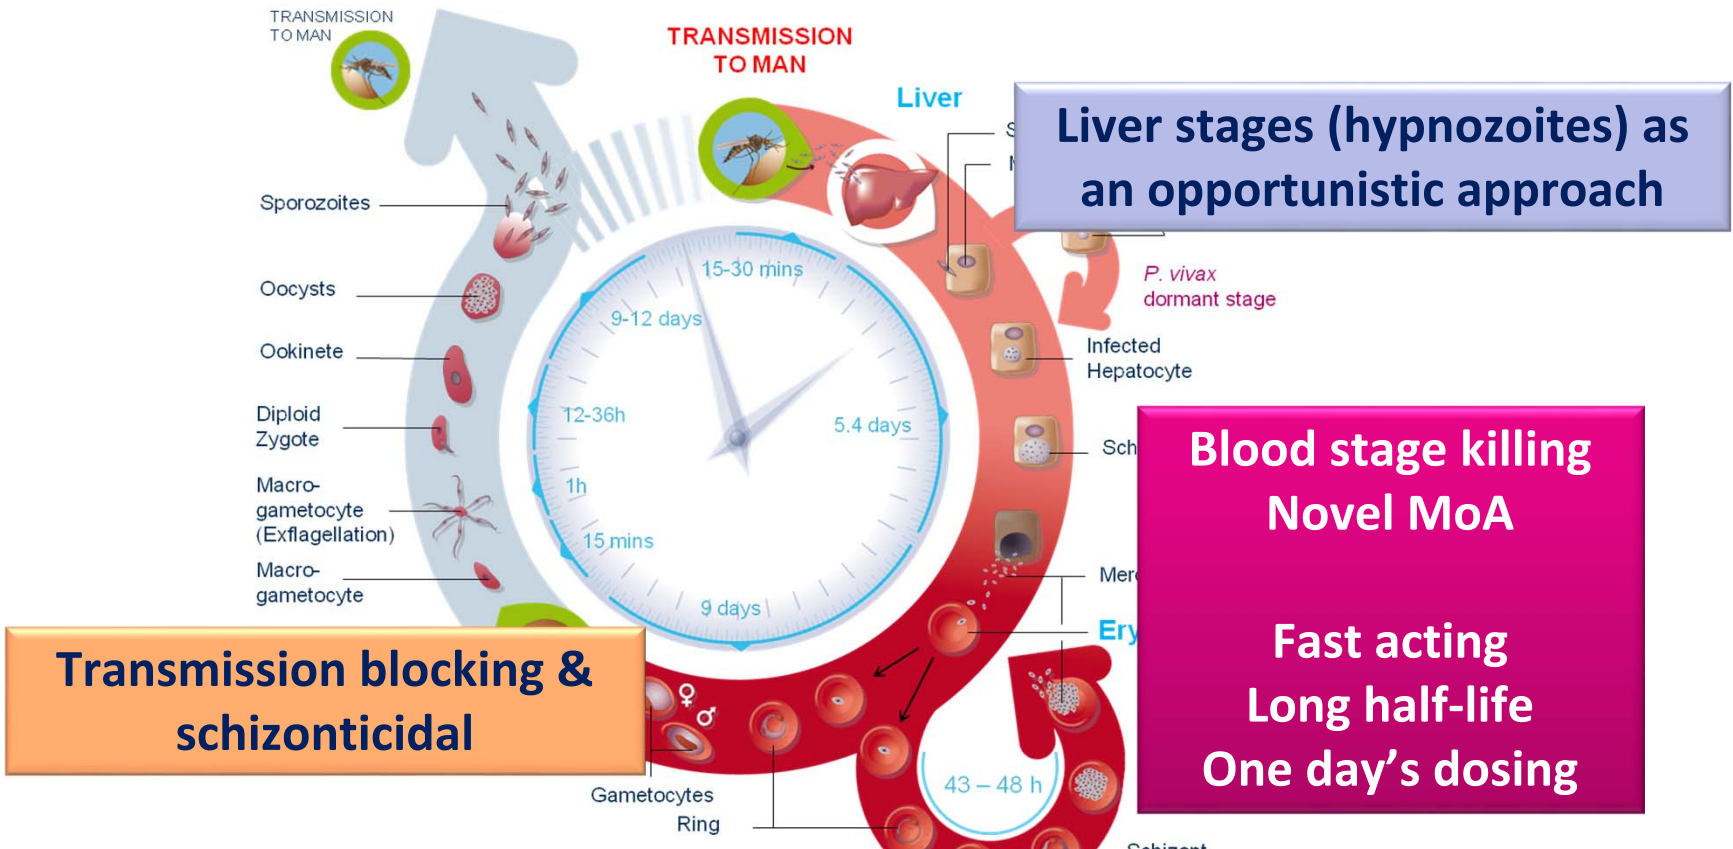 TRANSMISSION
TO MAN
TRANSMISSION
TO MAN
Liver
Liver stages (hypnozoites) as
an opportunistic approach
Sporozoites
Oocysts
Ookinete
Diploid
Zygote
Macro-
gametocyte
(Exflagellation)
Macro-
gametocyte
15-30 mins
9-12 days
12-36h
5.4 days
1h
15 mins
9 days
P. vivax
dormant stage
Infected
Hepatocyte
Sch
Mer
Ery
Blood stage killing
Novel MoA
Fast acting
Long half-life
One day’s dosing
Transmission blocking &
schizonticidal
♀
♂
43 – 48 h
Gametocytes
Ring